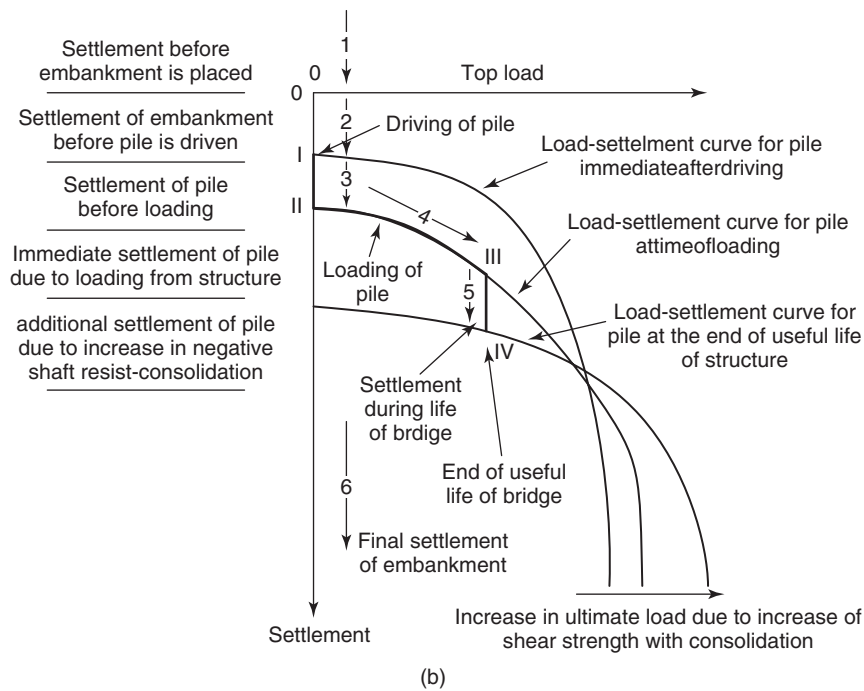 Settlement before
embankment is placed
Settlement of embankment
before pile is driven
Settlement of pile
before loading
Immediate settlement of pile
due to loading from structure
additional settlement of pile
due to increase in negative
shaft resist-consolidation
1
0
Top load
0
2
Driving of pile
I
3
II
4
Load-settelment curve for pile
immediateafterdriving
III
Load-settlement curve for pile
attimeofloading
Loading of
pile
5
IV
Load-settlement curve for
pile at the end of useful life
of structure
Settlement
during life
of brdige
End of useful
life of bridge
6
Final settlement
of embankment
Settlement
Increase in ultimate load due to increase of
shear strength with consolidation
(b)